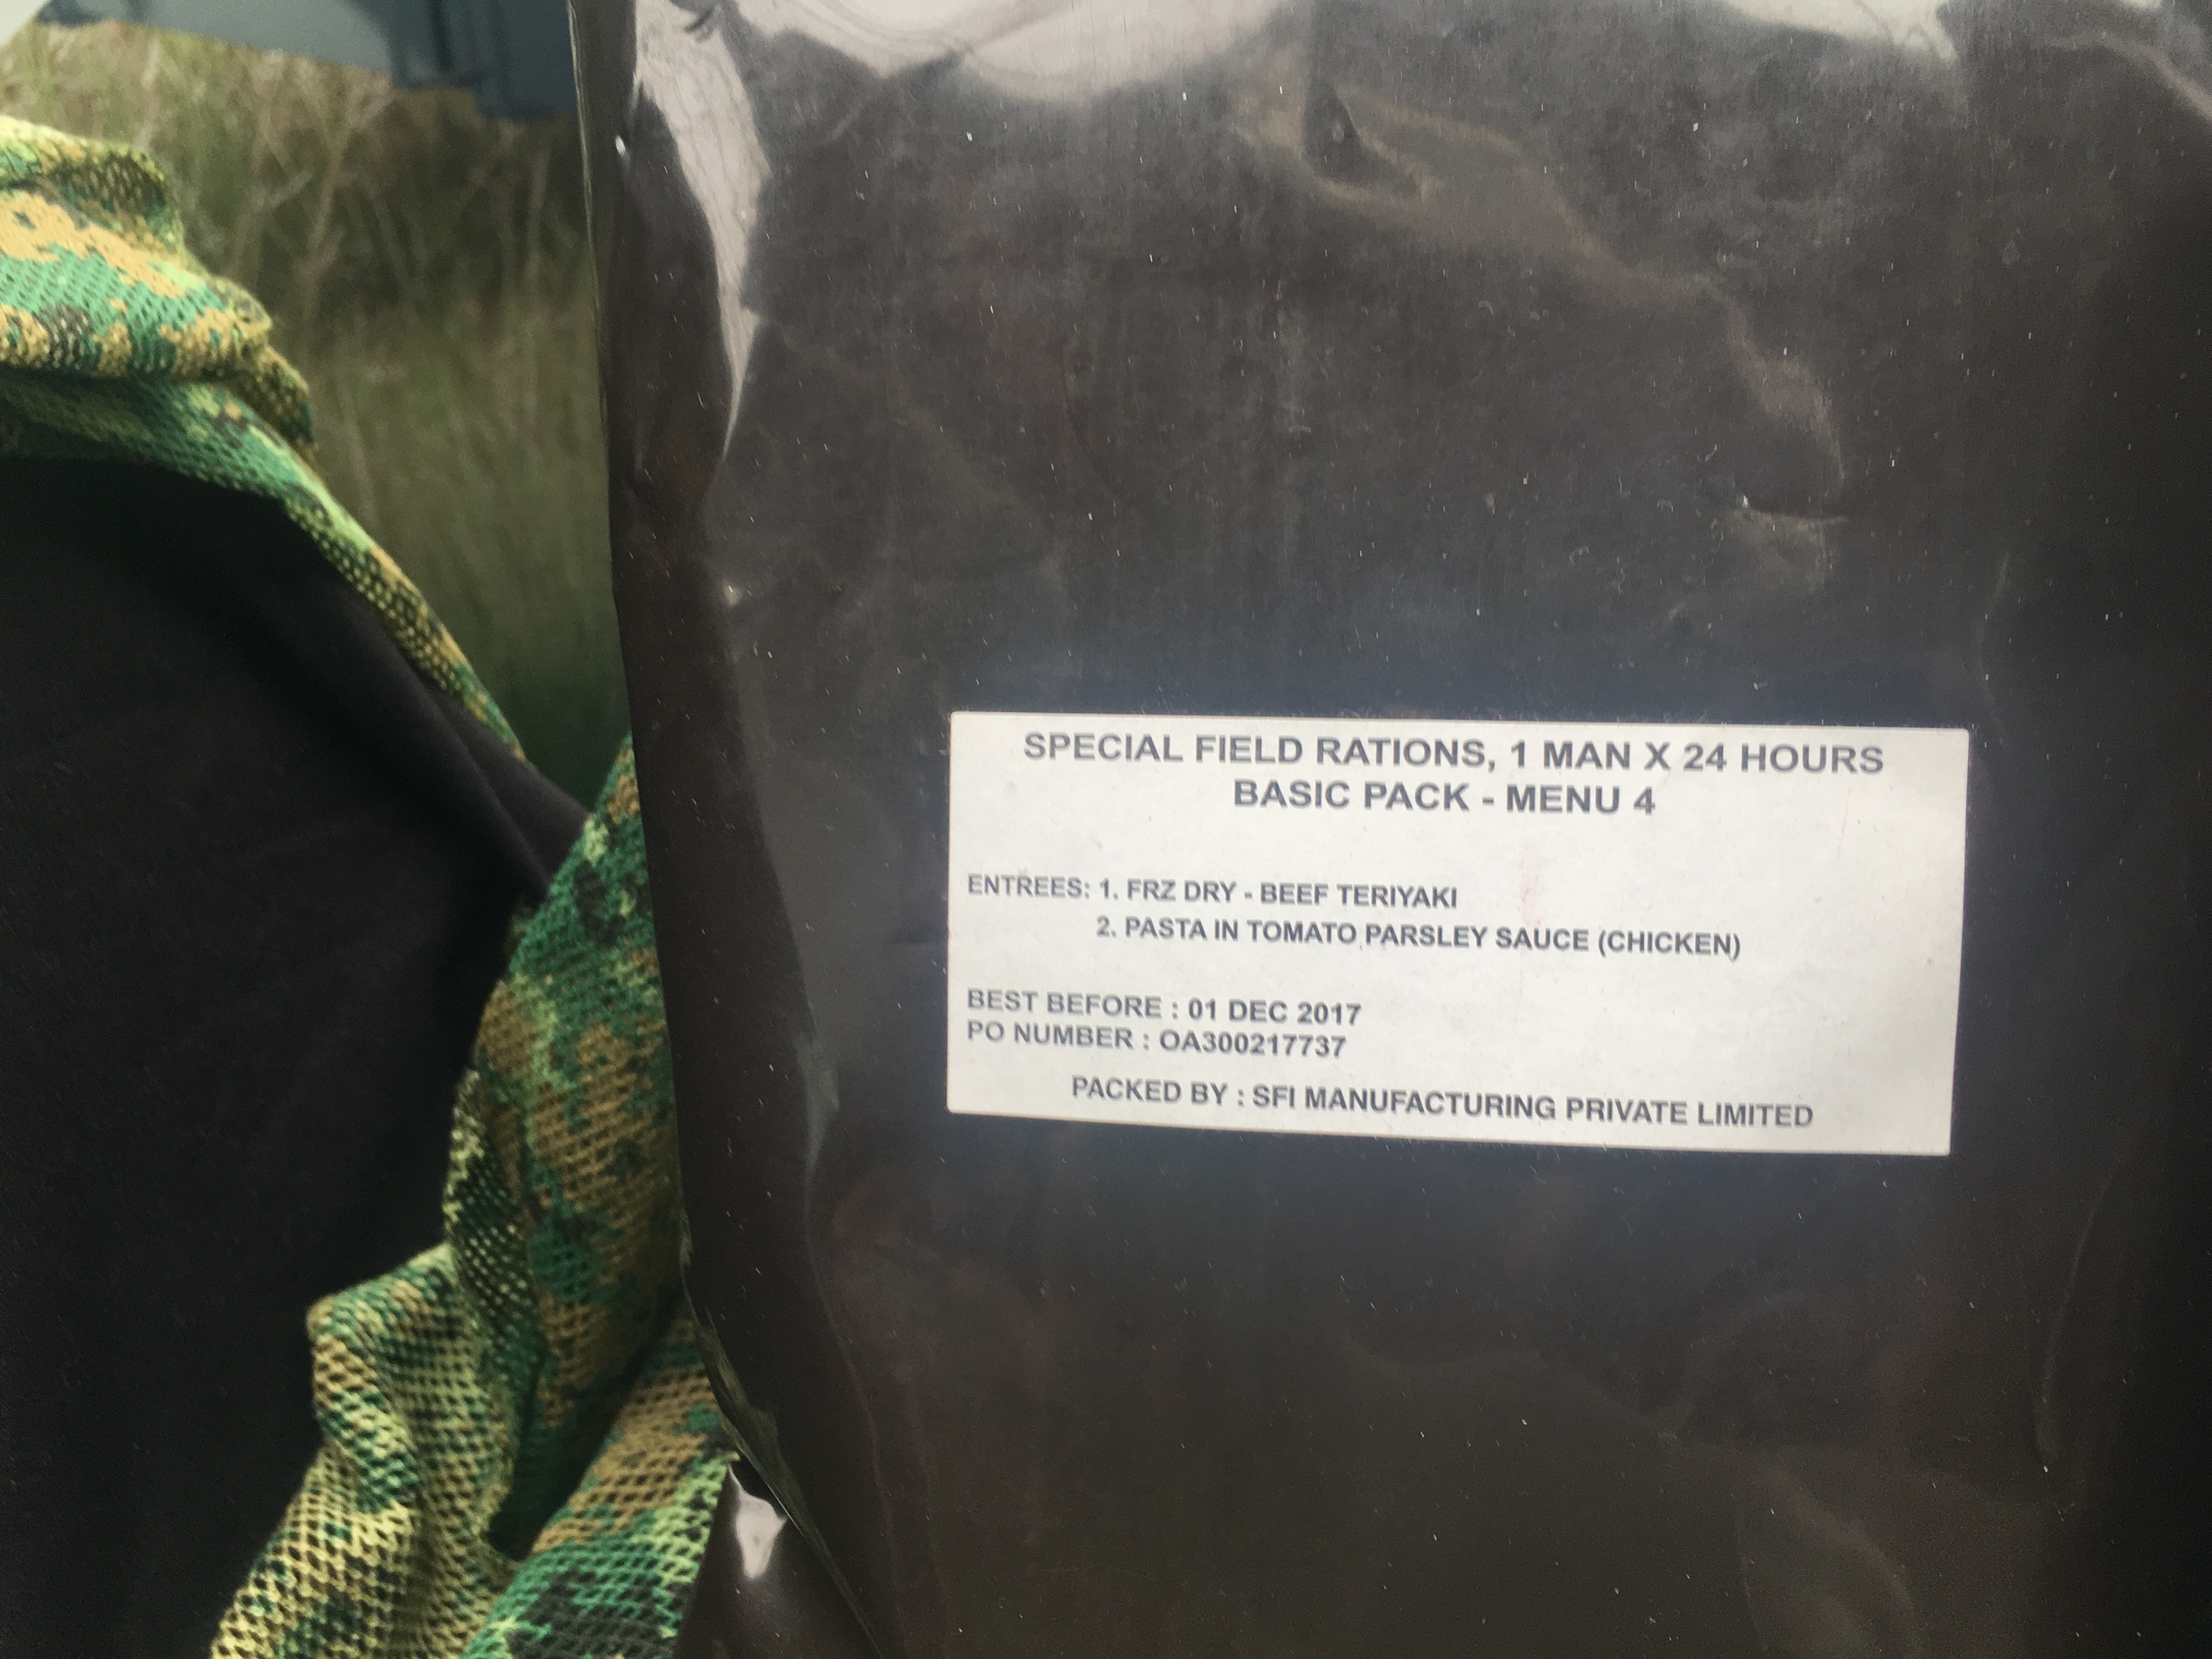 SPECIAL FIELD RATIONS, 1 MAN X 24 HOURS
BASIC PACK - MENU 4
ENTREES: 1. FRZ DRY - BEEF TERIYAKI
2. PASTA IN TOMATO PARSLEY SAUCE (CHICKEN)
BEST BEFORE : 01 DEC 2017
PO NUMBER : OA300217737
PACKED BY : SFI MANUFACTURING PRIVATE LIMITED